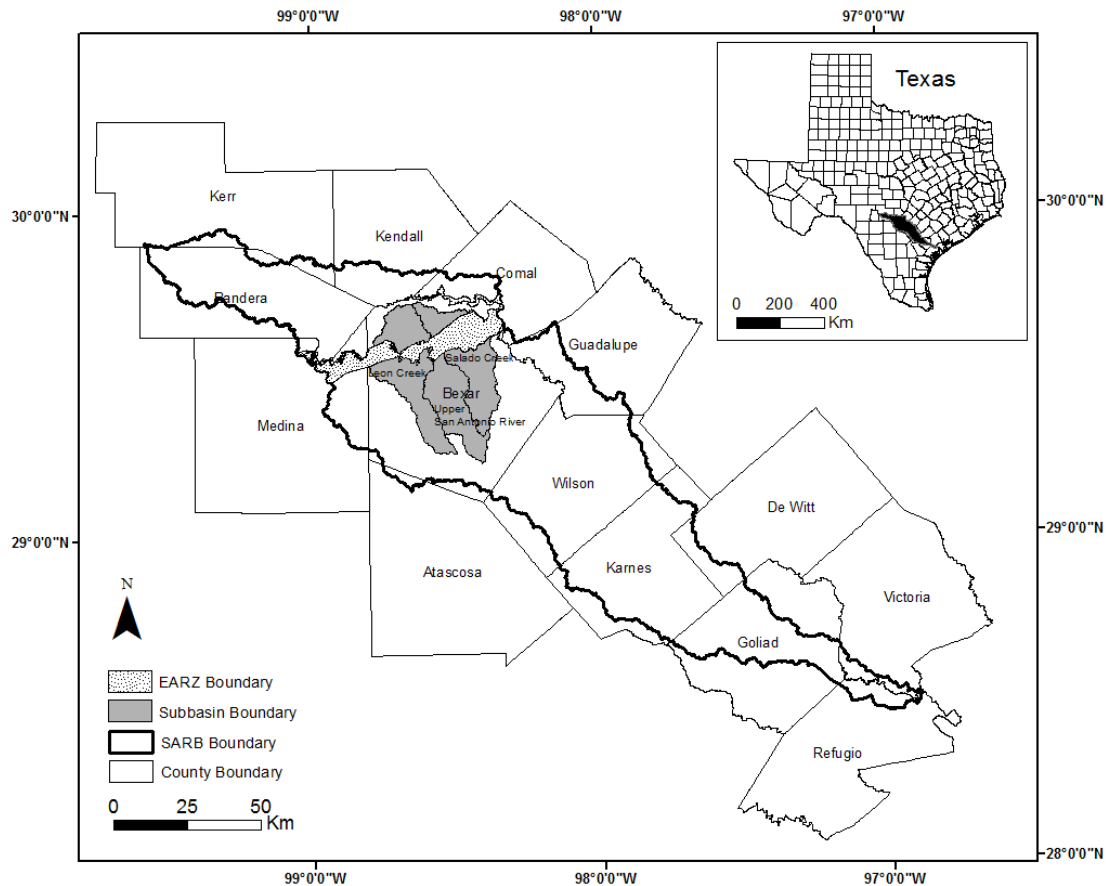 99°0'0"W
98°0'0"W
97°0'0"W
Texas
0 200 400
Km
30°0'0"N
30°0'0"N
Kerr
Kendall
Comal
Bandera
Guadalupe
Salado Creek
Leon Creek
Bexar
Upper
San Antonio River
Medina
Wilson
De Witt
29°0'0"N
29°0'0"N
Atascosa
Karnes
Victoria
N
Goliad
Refugio
EARZ Boundary
Subbasin Boundary
SARB Boundary
County Boundary
0 25 50
Km
28°0'0"N
99°0'0"W
98°0'0"W
97°0'0"W